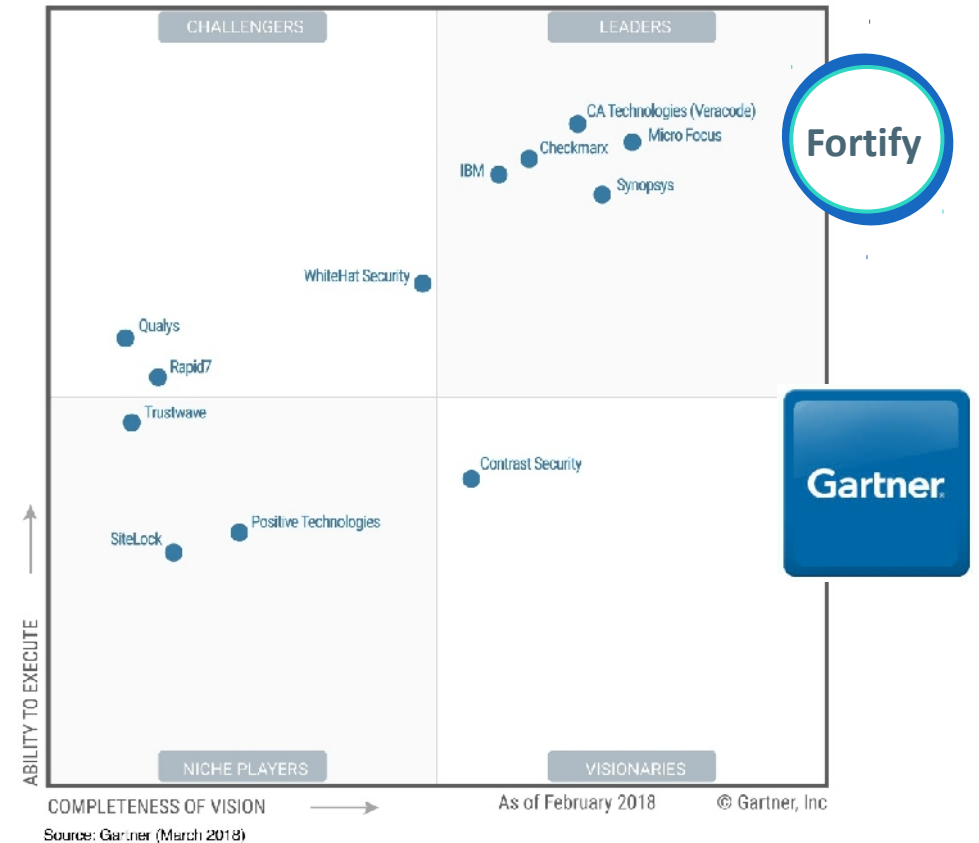 CHALLENGERS
LEADERS
CA Technologies (Veracode)
Micro Focus
Checkmarx
IBM
Synopsys
Fortify
WhiteHat Security
Qualys
Rapid7
Trustwave
Contrast Security
Gartner
Positive Technologies
SiteLock
ABILITY TO EXECUTE
NICHE PLAYERS
VISIONARIES
COMPLETENESS OF VISION
As of February 2018
© Gartner, Inc
Source: Gartner (March 2018)